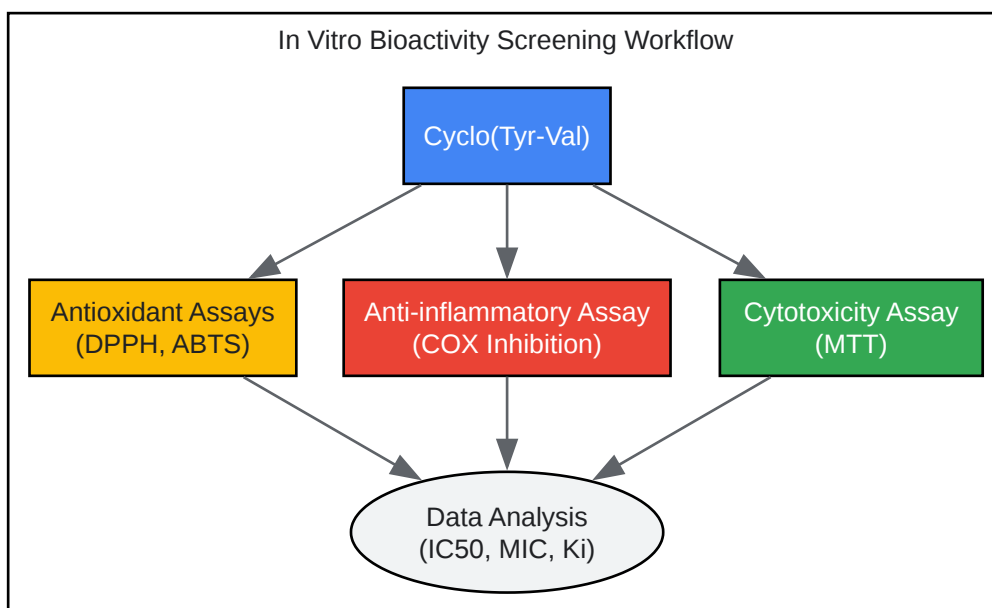 In Vitro Bioactivity Screening Workflow
Cyclo(Tyr-Val)
Antioxidant Assays
(DPPH, ABTS)
Anti-inflammatory Assay
(COX Inhibition)
Cytotoxicity Assay
(MTT)
Data Analysis
(IC50, MIC, Ki)